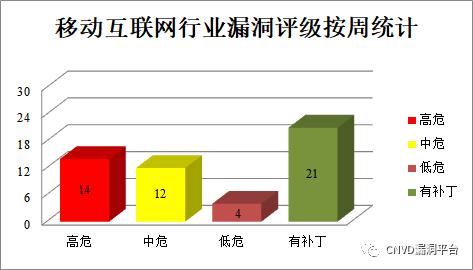 移动互联网行业漏洞评级按周统计
30
24
18
12
6
0
14
12
4
21
高危
中危
低危
有补丁
高危
中危
低危
有补丁
CNVD漏洞平台